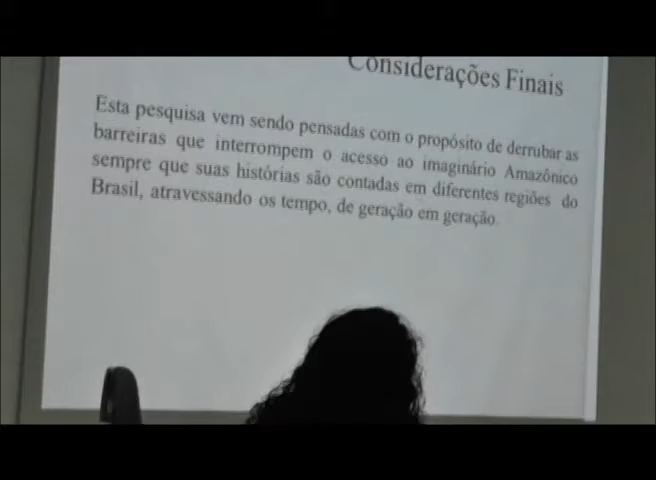 Considerações Finais
Esta pesquisa vem sendo pensadas com o propósito de derrubar as
barreiras que interrompem o acesso ao imaginário Amazônico
sempre que suas histórias são contadas em diferentes regiões do
Brasil, atravessando os tempo, de geração em geração.